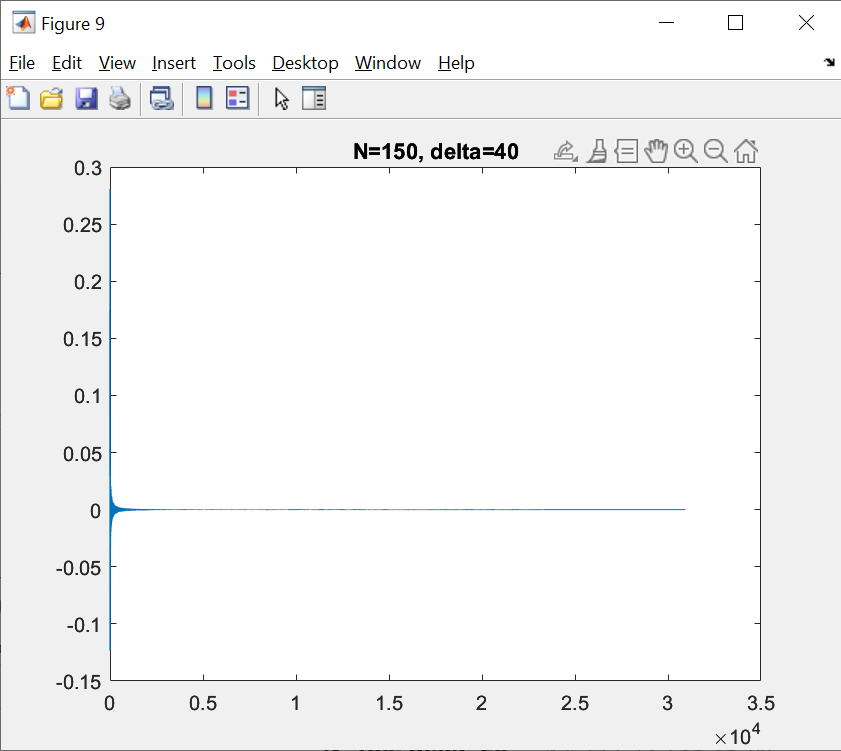 Figure 9
File Edit View Insert Tools Desktop Window Help
N=150, delta=40
0.3
0.25
0.2
0.15
0.1
0.05
0
-0.05
-0.1
-0.15
0 0.5 1 1.5 2 2.5 3 3.5
×10⁴